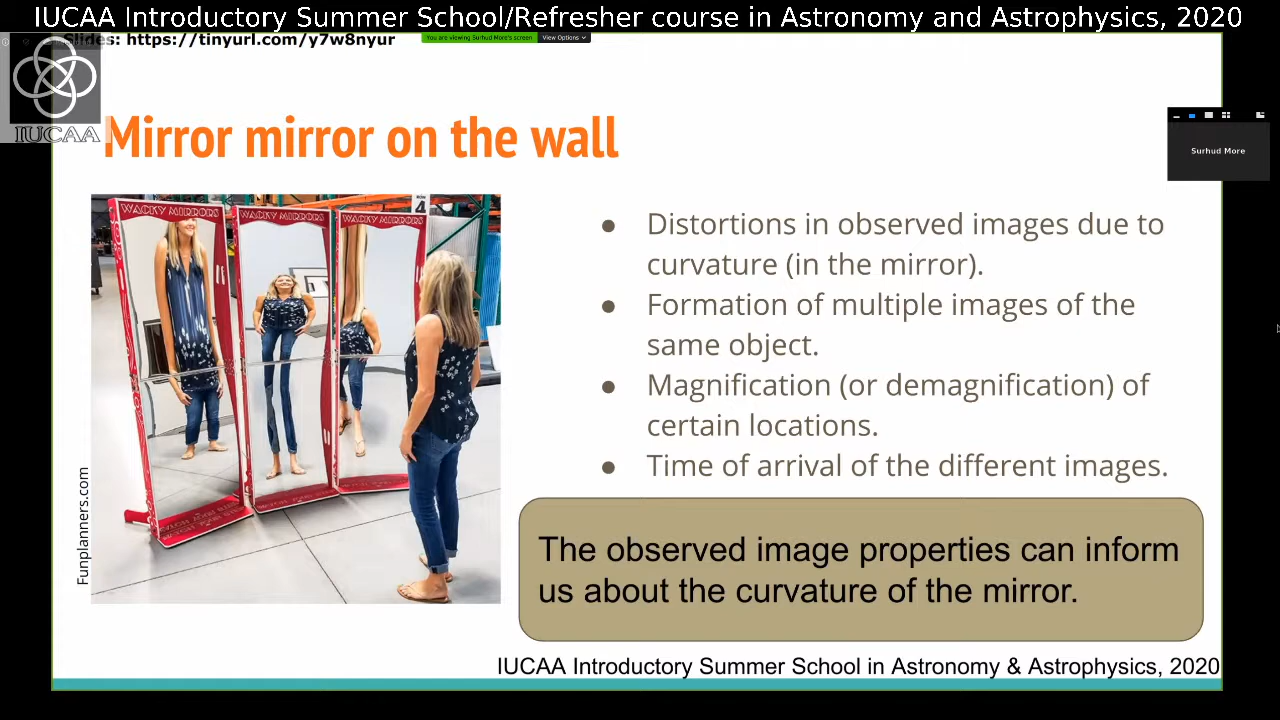 IUCAA Introductory Summer School/Refresher course in Astronomy and Astrophysics, 2020
Slides: https://tinyurl.com/y7w8nyur
You are viewing Surhud More's screen
View Options
IUCAA
Mirror mirror on the wall
Surhud More
WACKY MIRRORS
WACKY MIRRORS
WACKY MIRRORS
4
Funplanners.com
● Distortions in observed images due to
curvature (in the mirror).
● Formation of multiple images of the
same object.
● Magnification (or demagnification) of
certain locations.
● Time of arrival of the different images.
The observed image properties can inform
us about the curvature of the mirror.
IUCAA Introductory Summer School in Astronomy & Astrophysics, 2020